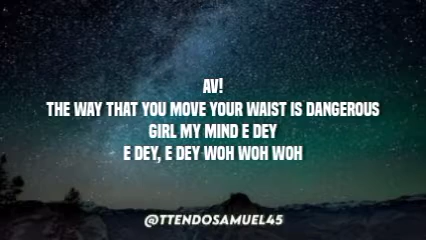 AV!
THE WAY THAT YOU MOVE YOUR WAIST IS DANGEROUS
GIRL MY MIND E DEY
E DEY, E DEY WOH WOH WOH
@TTENDOSAMUEL45